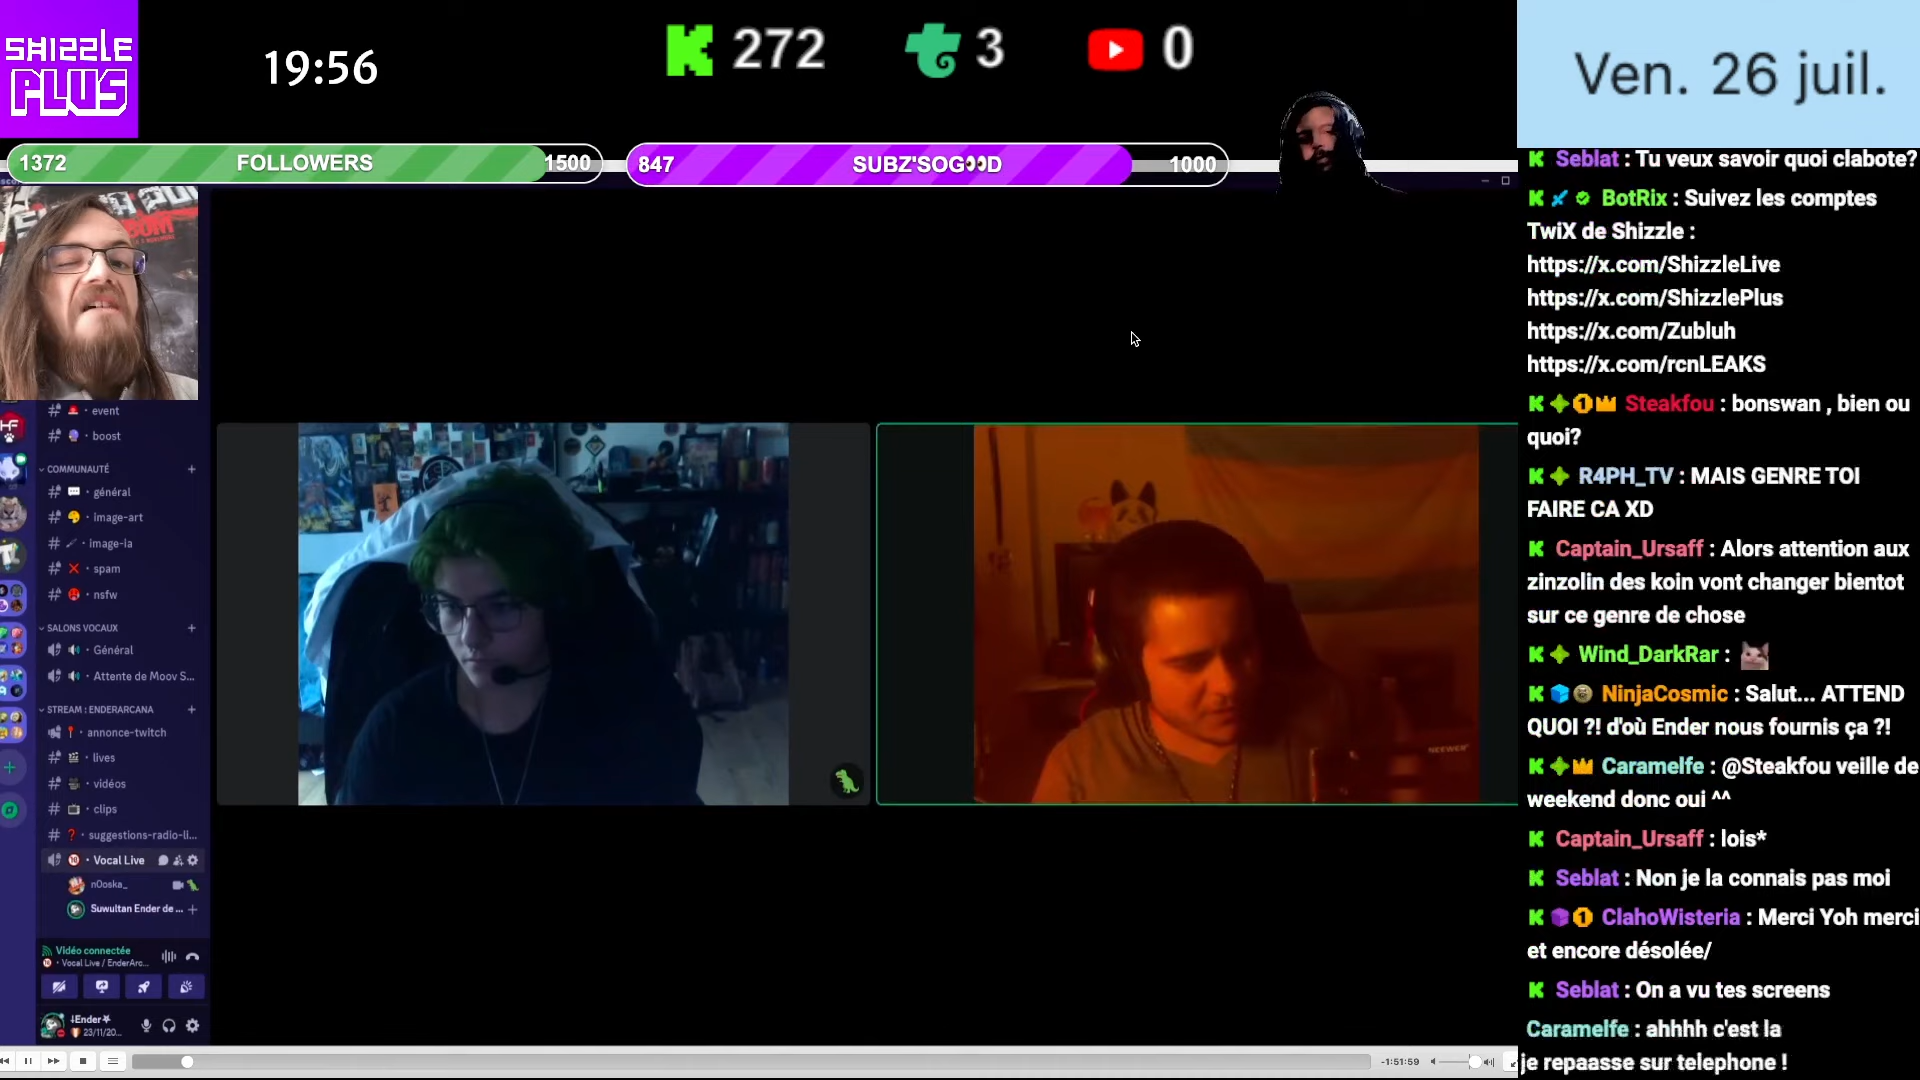 SHIZZLE
PLUS
19:56
272
3
0
Ven. 26 juil.
1372 FOLLOWERS 1500
847 SUBZ'SOG👀D 1000
# event
# boost
COMMUNAUTÉ
# général
# image-art
# image-ia
# spam
# nsfw
SALONS VOCAUX
Général
Attente de Moov S...
STREAM : ENDERARCANA
annonce-twitch
# lives
# vidéos
# clips
# suggestions-radio-li...
Vocal Live
n0oska_
Suwultan Ender de ...
Vidéo connectée
Vocal Live / EnderArc...
Ender
23/11/20...
NEEWER
-1:51:59
Seblat : Tu veux savoir quoi clabote?
BotRix : Suivez les comptes
TwiX de Shizzle :
https://x.com/ShizzleLive
https://x.com/ShizzlePlus
https://x.com/Zubluh
https://x.com/rcnLEAKS
Steakfou : bonswan , bien ou
quoi?
R4PH_TV : MAIS GENRE TOI
FAIRE CA XD
Captain_Ursaff : Alors attention aux
zinzolin des koin vont changer bientot
sur ce genre de chose
Wind_DarkRar :
NinjaCosmic : Salut... ATTEND
QUOI ?! d'où Ender nous fournis ça ?!
Caramelfe : @Steakfou veille de
weekend donc oui ^^
Captain_Ursaff : lois*
Seblat : Non je la connais pas moi
ClahoWisteria : Merci Yoh merci
et encore désolée/
Seblat : On a vu tes screens
Caramelfe : ahhhh c'est la
je repaasse sur telephone !